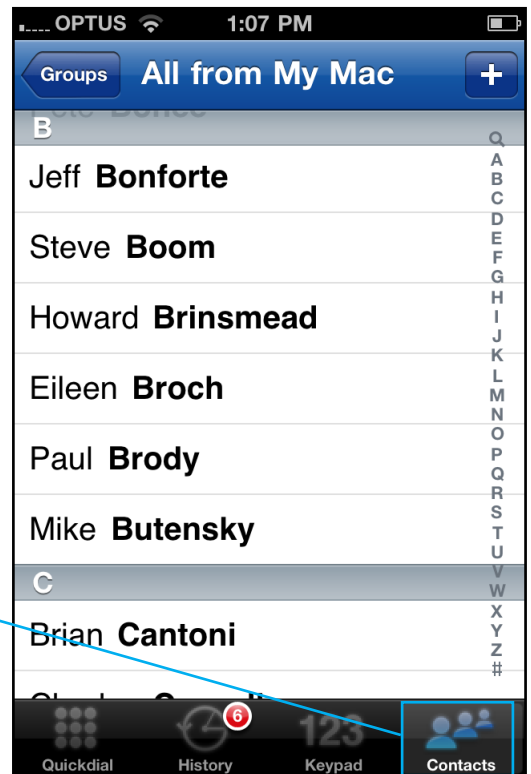 OPTUS 1:07 PM
Groups All from My Mac +
B
Jeff Bonforte
Steve Boom
Howard Brinsmead
Eileen Broch
Paul Brody
Mike Butensky
C
Brian Cantoni
A
B
C
D
E
F
G
H
I
J
K
L
M
N
O
P
Q
R
S
T
U
V
W
X
Y
Z
#
6
123
Quickdial History Keypad Contacts